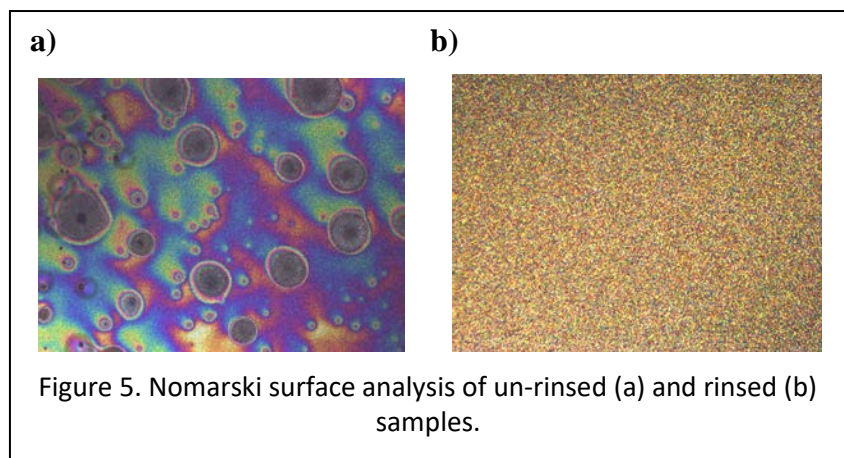 a)
b)
Figure 5. Nomarski surface analysis of un-rinsed (a) and rinsed (b)
samples.